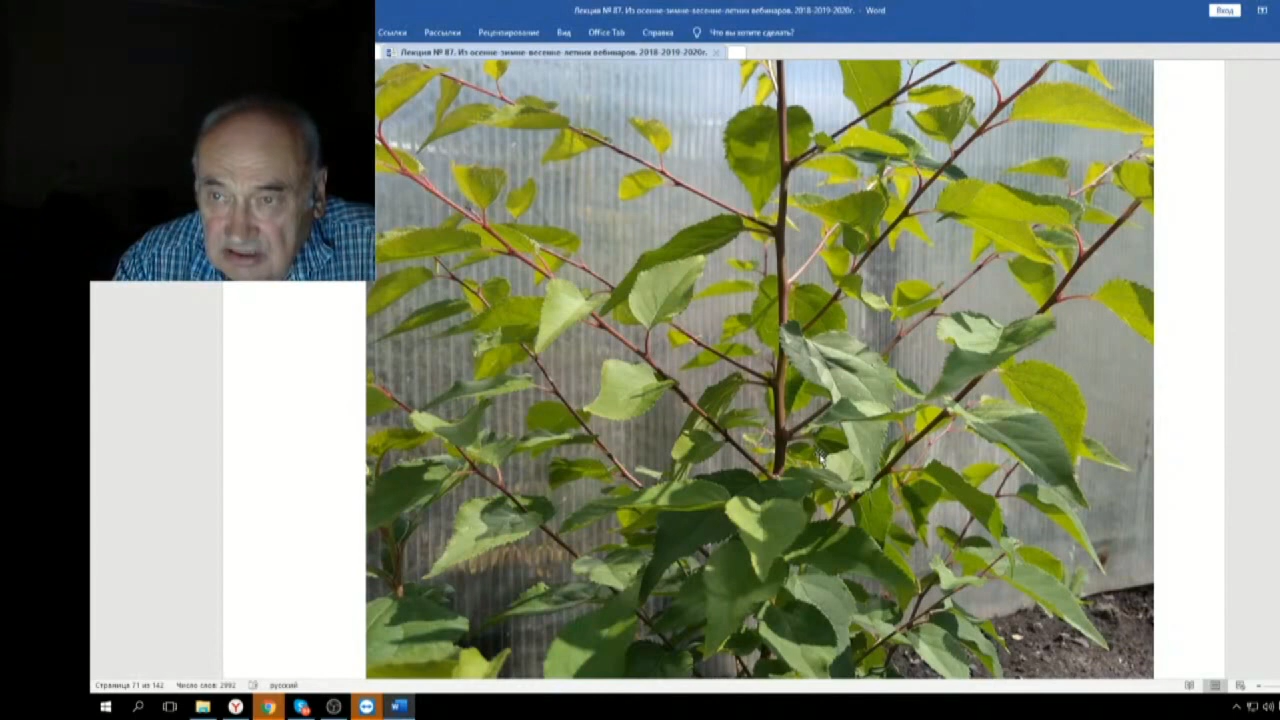 Лекция № 87. Из осенне-зимне-весенне-летних вебинаров. 2018-2019-2020г. - Word
Вход
Ссылки Рассылки Рецензирование Вид Office Tab Справка Что вы хотите сделать?
Лекция № 87. Из осенне-зимне-весенне-летних вебинаров. 2018-2019-2020г.
Страница 71 из 142 Число слов: 2992 русский